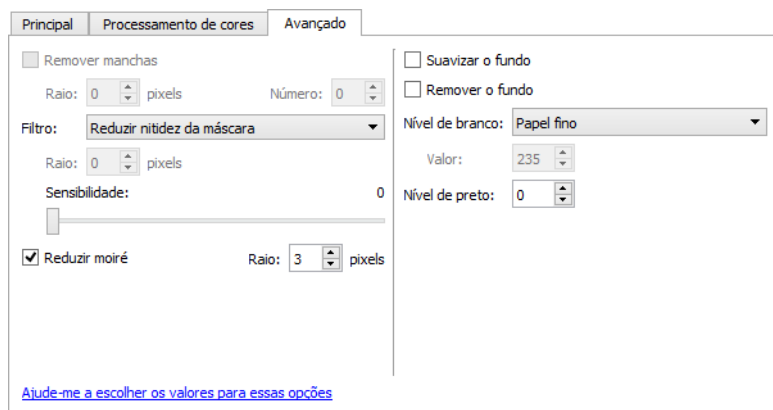 Principal Processamento de cores Avançado
Remover manchas
Raio: 0 pixels Número: 0
Filtro: Reduzir nitidez da máscara
Raio: 0 pixels
Sensibilidade: 0
Reduzir moiré Raio: 3 pixels
Ajude-me a escolher os valores para essas opções
Suavizar o fundo
Remover o fundo
Nível de branco: Papel fino
Valor: 235
Nível de preto: 0